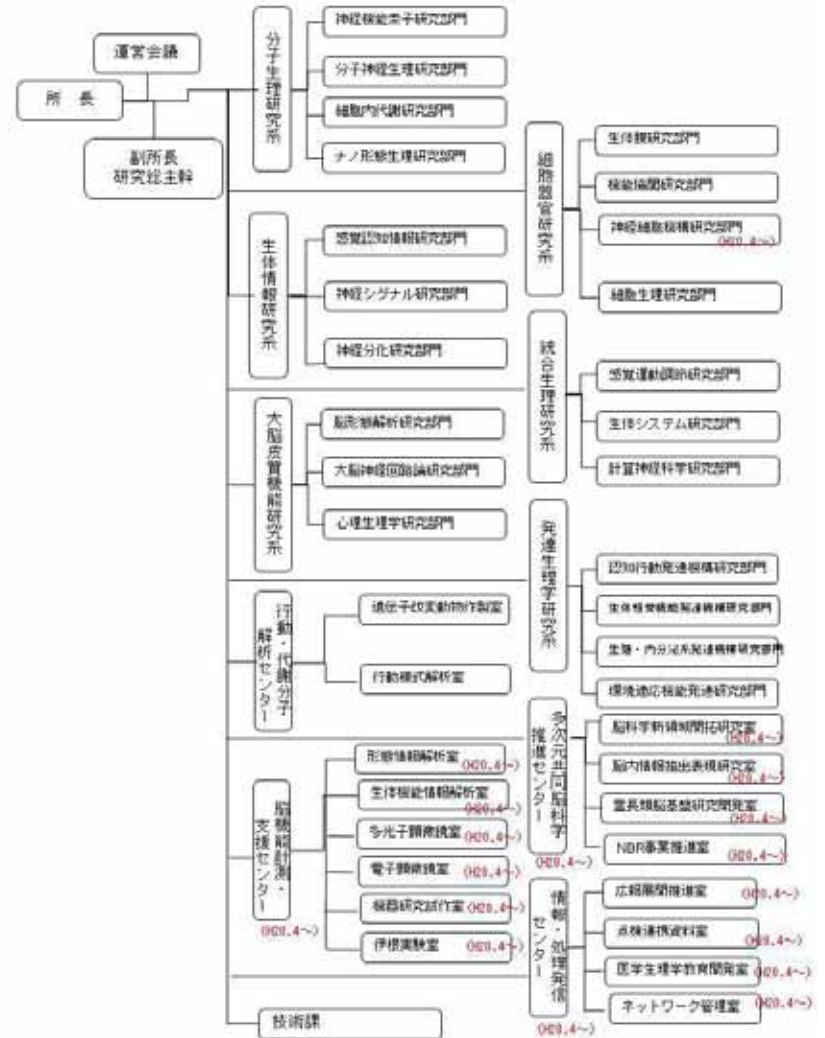 運営会議
所 長
副所長
研究総主幹
分子生理研究系
神経機能素子研究部門
分子神経生理研究部門
細胞内代謝研究部門
ナノ形態生理研究部門
細胞器官研究系
生体膜研究部門
機能協関研究部門
神経細胞機構研究部門
(H20.4~)
細胞生理研究部門
生体情報研究系
感覚認知情報研究部門
神経シグナル研究部門
神経分化研究部門
統合生理研究系
感覚運動調節研究部門
生体システム研究部門
計算神経科学研究部門
大脳皮質機能研究系
脳形態解析研究部門
大脳神経回路論研究部門
心理生理学研究部門
発達生理学研究系
認知行動発達機構研究部門
生体恒常機能発達機構研究部門
生殖・内分泌系発達機構研究部門
環境適応機能発達研究部門
行動・代謝分子
解析センター
遺伝子改変動物作製室
行動様式解析室
多次元共同脳科学
推進センター
(H20.4~)
脳科学新領域開拓研究室
(H20.4~)
脳内情報抽出表現研究室
(H20.4~)
霊長類脳基盤研究開発室
(H20.4~)
NBR事業推進室
(H20.4~)
脳機能計測・
支援センター
(H20.4~)
形態情報解析室
(H20.4~)
生体機能情報解析室
(H20.4~)
多光子顕微鏡室
(H20.4~)
電子顕微鏡室
(H20.4~)
機器研究試作室
(H20.4~)
伊根実験室
(H20.4~)
情報・処理発信
センター
(H20.4~)
広報展開推進室
(H20.4~)
点検連携資料室
(H20.4~)
医学生理学教育開発室
(H20.4~)
ネットワーク管理室
(H20.4~)
技術課